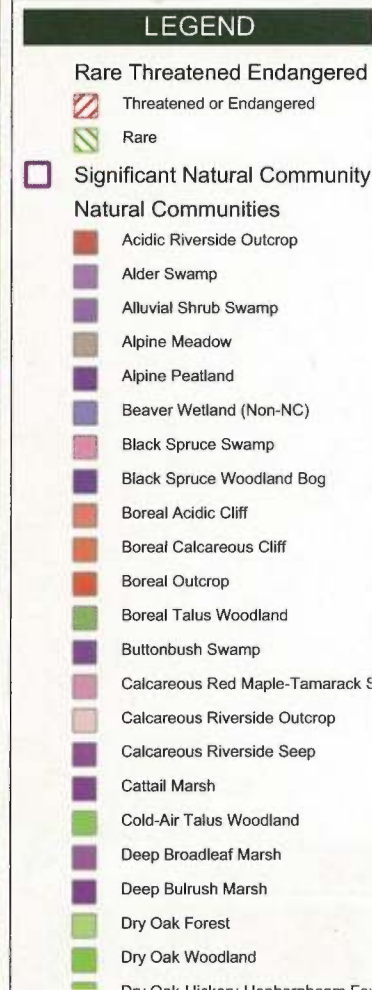 LEGEND
Rare Threatened Endangered
Threatened or Endangered
Rare
Significant Natural Community
Natural Communities
Acidic Riverside Outcrop
Alder Swamp
Alluvial Shrub Swamp
Alpine Meadow
Alpine Peatland
Beaver Wetland (Non-NC)
Black Spruce Swamp
Black Spruce Woodland Bog
Boreal Acidic Cliff
Boreal Calcareous Cliff
Boreal Outcrop
Boreal Talus Woodland
Buttonbush Swamp
Calcareous Red Maple-Tamarack S
Calcareous Riverside Outcrop
Calcareous Riverside Seep
Cattail Marsh
Cold-Air Talus Woodland
Deep Broadleaf Marsh
Deep Bulrush Marsh
Dry Oak Forest
Dry Oak Woodland
Dry Oak-Hickory-Hophornbeam